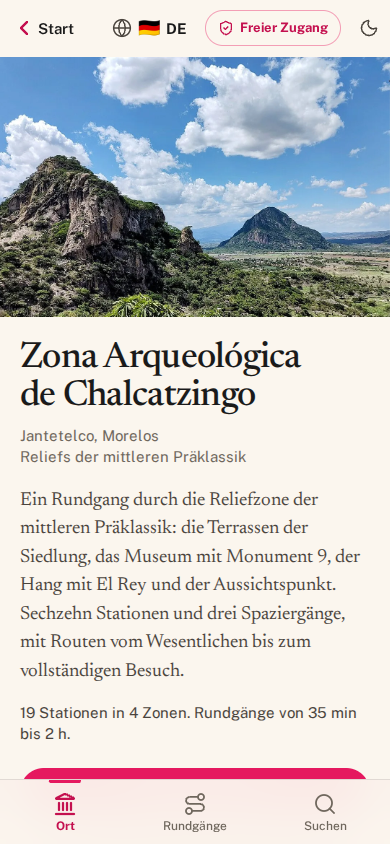 Start
DE
Freier Zugang
Zona Arqueológica
de Chalcatzingo
Jantetelco, Morelos
Reliefs der mittleren Präklassik
Ein Rundgang durch die Reliefzone der
mittleren Präklassik: die Terrassen der
Siedlung, das Museum mit Monument 9, der
Hang mit El Rey und der Aussichtspunkt.
Sechzehn Stationen und drei Spaziergänge,
mit Routen vom Wesentlichen bis zum
vollständigen Besuch.
19 Stationen in 4 Zonen. Rundgänge von 35 min
bis 2 h.
Ort
Rundgänge
Suchen